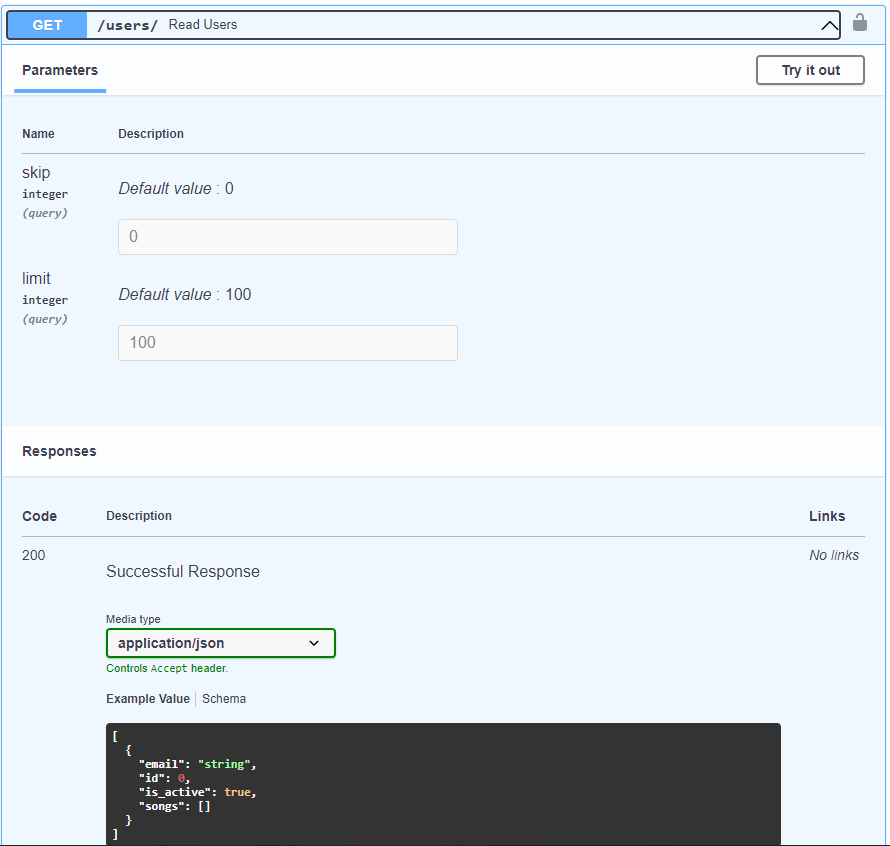 GET /users/ Read Users
Parameters Try it out
Name Description
skip
integer
(query)
Default value : 0
0
limit
integer
(query)
Default value : 100
100
Responses
Code Description Links
200 No links
Successful Response
Media type
application/json
Controls Accept header.
Example Value Schema
[
  {
    "email": "string",
    "id": 0,
    "is_active": true,
    "songs": []
  }
]